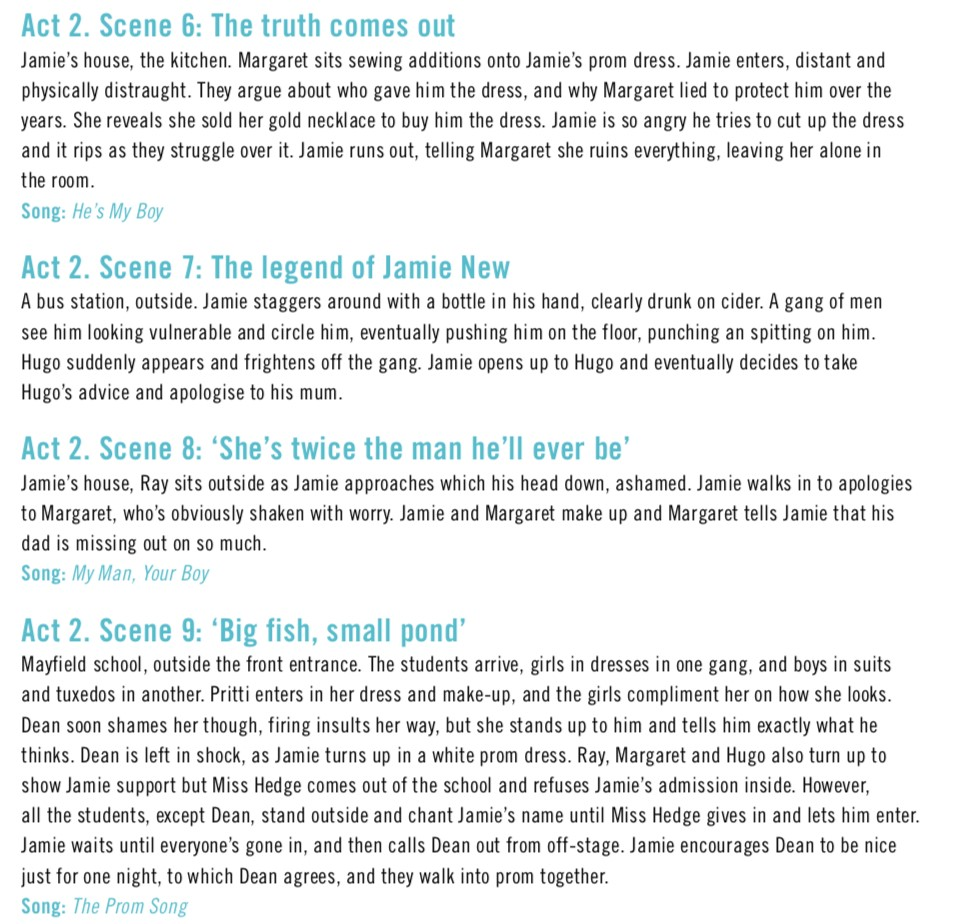 Act 2. Scene 6: The truth comes out
Jamie's house, the kitchen. Margaret sits sewing additions onto Jamie's prom dress. Jamie enters, distant and
physically distraught. They argue about who gave him the dress, and why Margaret lied to protect him over the
years. She reveals she sold her gold necklace to buy him the dress. Jamie is so angry he tries to cut up the dress
and it rips as they struggle over it. Jamie runs out, telling Margaret she ruins everything, leaving her alone in
the room.
Song: He's My Boy
Act 2. Scene 7: The legend of Jamie New
A bus station, outside. Jamie staggers around with a bottle in his hand, clearly drunk on cider. A gang of men
see him looking vulnerable and circle him, eventually pushing him on the floor, punching an spitting on him.
Hugo suddenly appears and frightens off the gang. Jamie opens up to Hugo and eventually decides to take
Hugo's advice and apologise to his mum.
Act 2. Scene 8: ‘She's twice the man he'll ever be’
Jamie's house, Ray sits outside as Jamie approaches which his head down, ashamed. Jamie walks in to apologies
to Margaret, who's obviously shaken with worry. Jamie and Margaret make up and Margaret tells Jamie that his
dad is missing out on so much.
Song: My Man, Your Boy
Act 2. Scene 9: ‘Big fish, small pond’
Mayfield school, outside the front entrance. The students arrive, girls in dresses in one gang, and boys in suits
and tuxedos in another. Pritti enters in her dress and make-up, and the girls compliment her on how she looks.
Dean soon shames her though, firing insults her way, but she stands up to him and tells him exactly what he
thinks. Dean is left in shock, as Jamie turns up in a white prom dress. Ray, Margaret and Hugo also turn up to
show Jamie support but Miss Hedge comes out of the school and refuses Jamie's admission inside. However,
all the students, except Dean, stand outside and chant Jamie's name until Miss Hedge gives in and lets him enter.
Jamie waits until everyone's gone in, and then calls Dean out from off-stage. Jamie encourages Dean to be nice
just for one night, to which Dean agrees, and they walk into prom together.
Song: The Prom Song